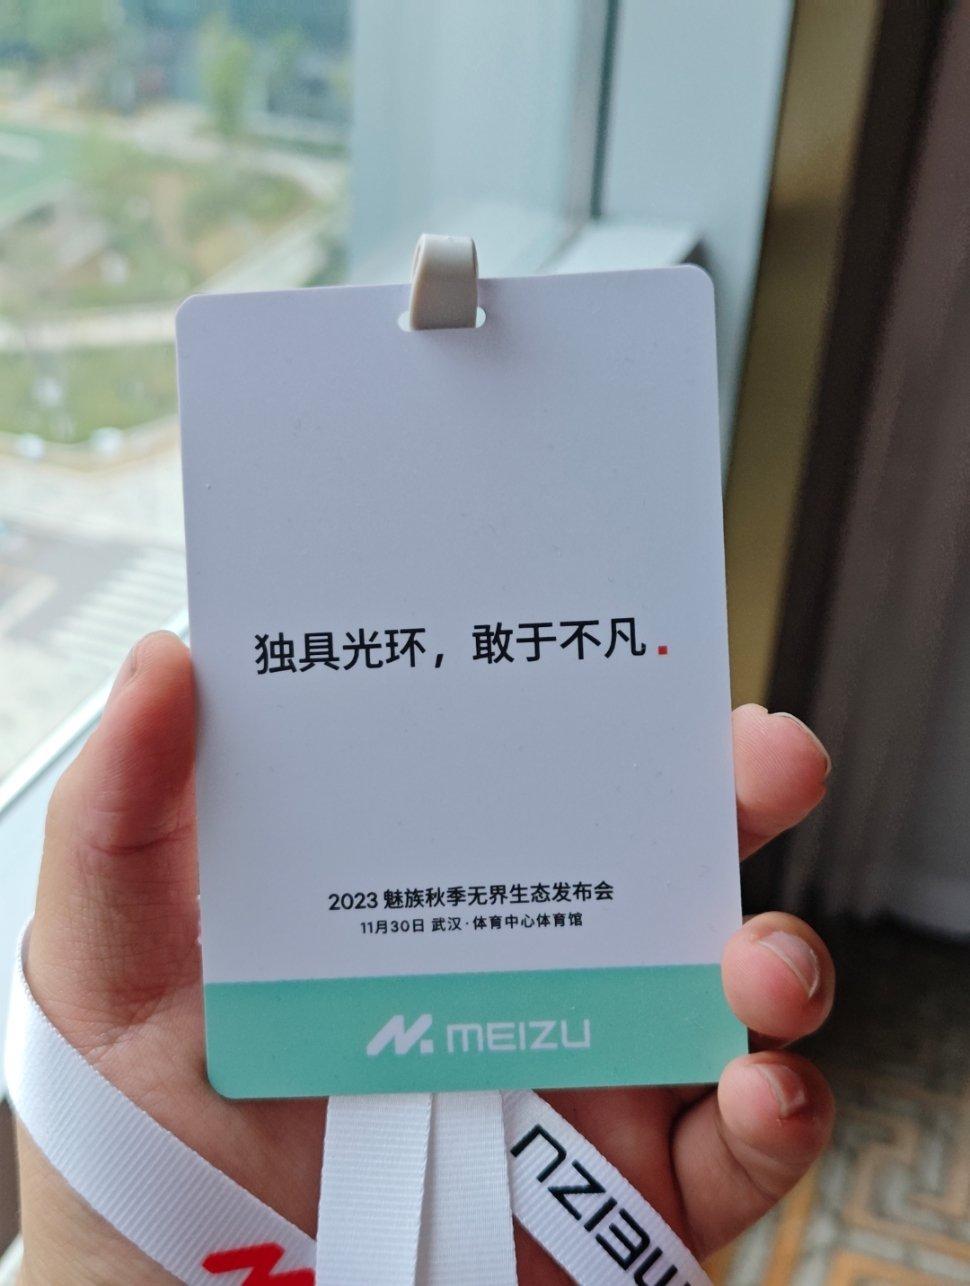 独具光环，敢于不凡.
2023 魅族秋季无界生态发布会
11月30日 武汉·体育中心体育馆
MEIZU
MEIZU